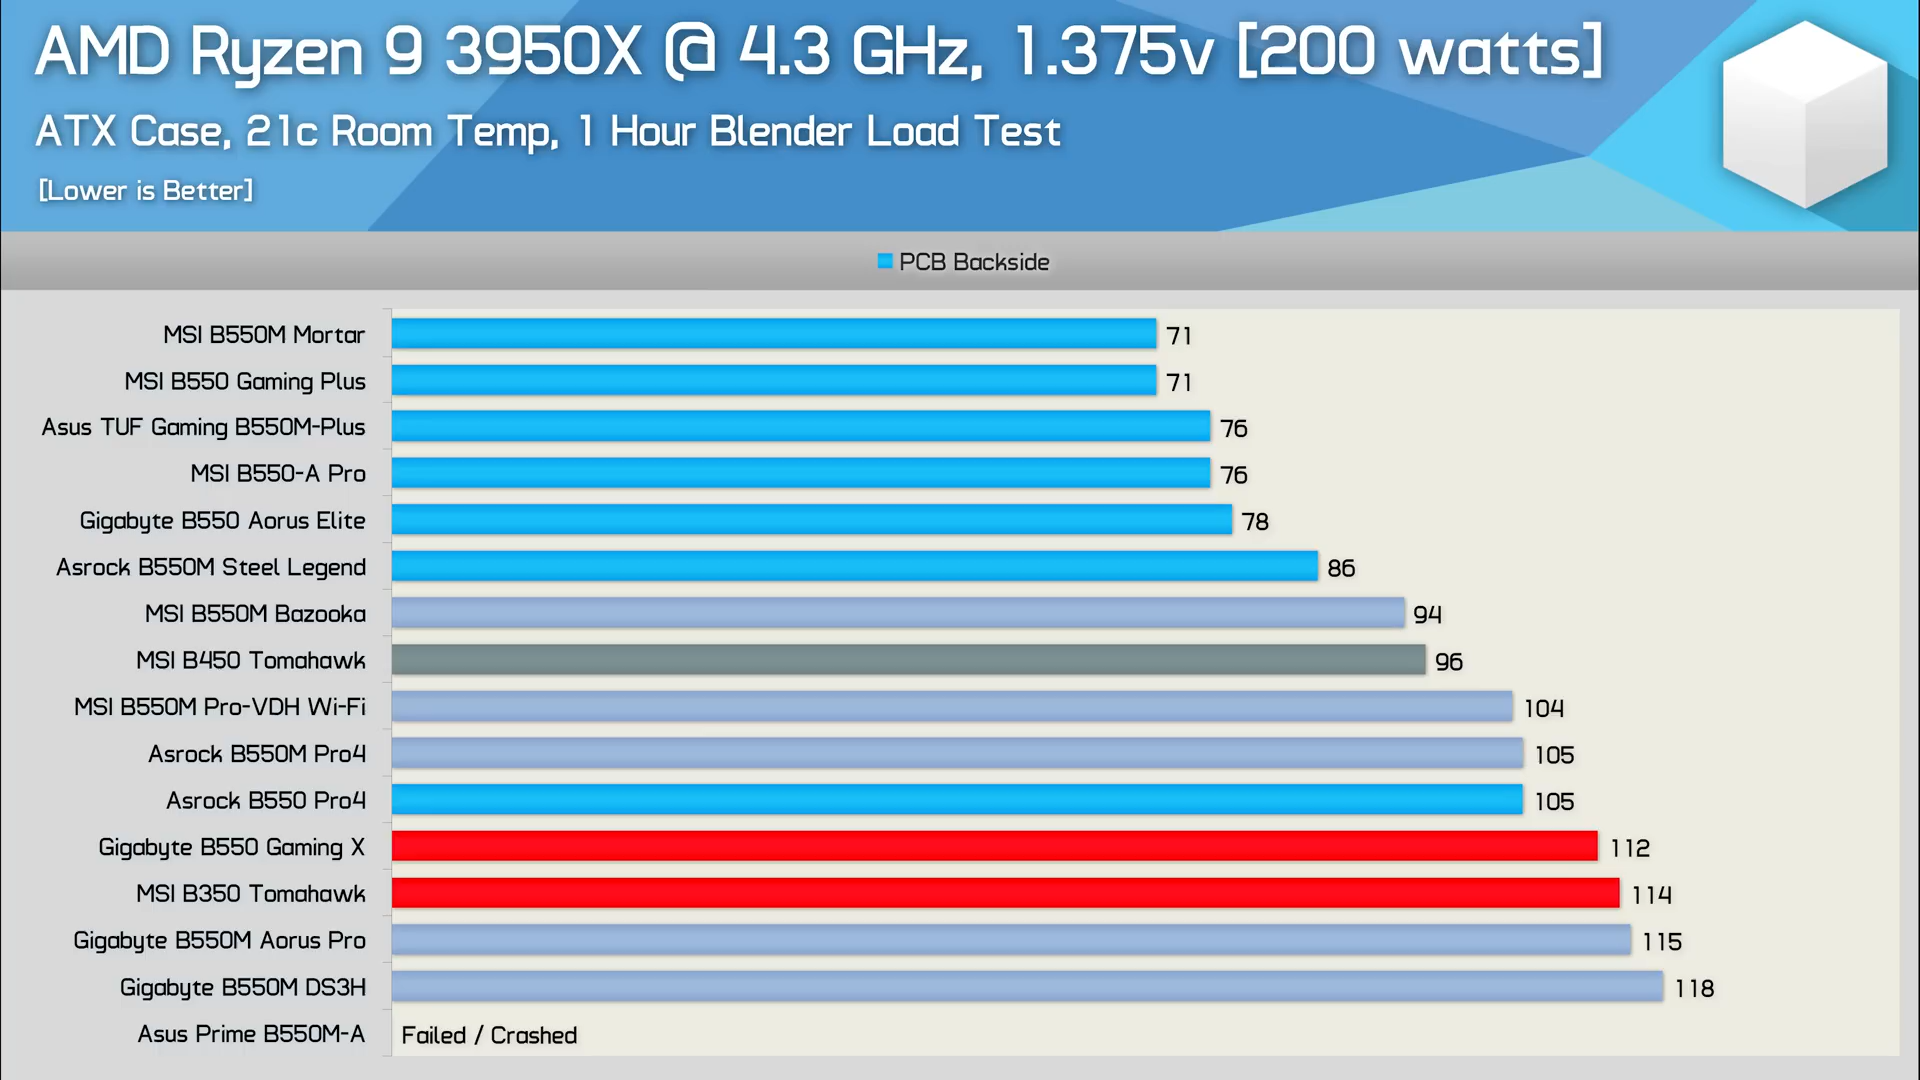 AMD Ryzen 9 3950X @ 4.3 GHz, 1.375v [200 watts]
ATX Case, 21c Room Temp, 1 Hour Blender Load Test
[Lower is Better]
PCB Backside
MSI B550M Mortar 71
MSI B550 Gaming Plus 71
Asus TUF Gaming B550M-Plus 76
MSI B550-A Pro 76
Gigabyte B550 Aorus Elite 78
Asrock B550M Steel Legend 86
MSI B550M Bazooka 94
MSI B450 Tomahawk 96
MSI B550M Pro-VDH Wi-Fi 104
Asrock B550M Pro4 105
Asrock B550 Pro4 105
Gigabyte B550 Gaming X 112
MSI B350 Tomahawk 114
Gigabyte B550M Aorus Pro 115
Gigabyte B550M DS3H 118
Asus Prime B550M-A Failed / Crashed